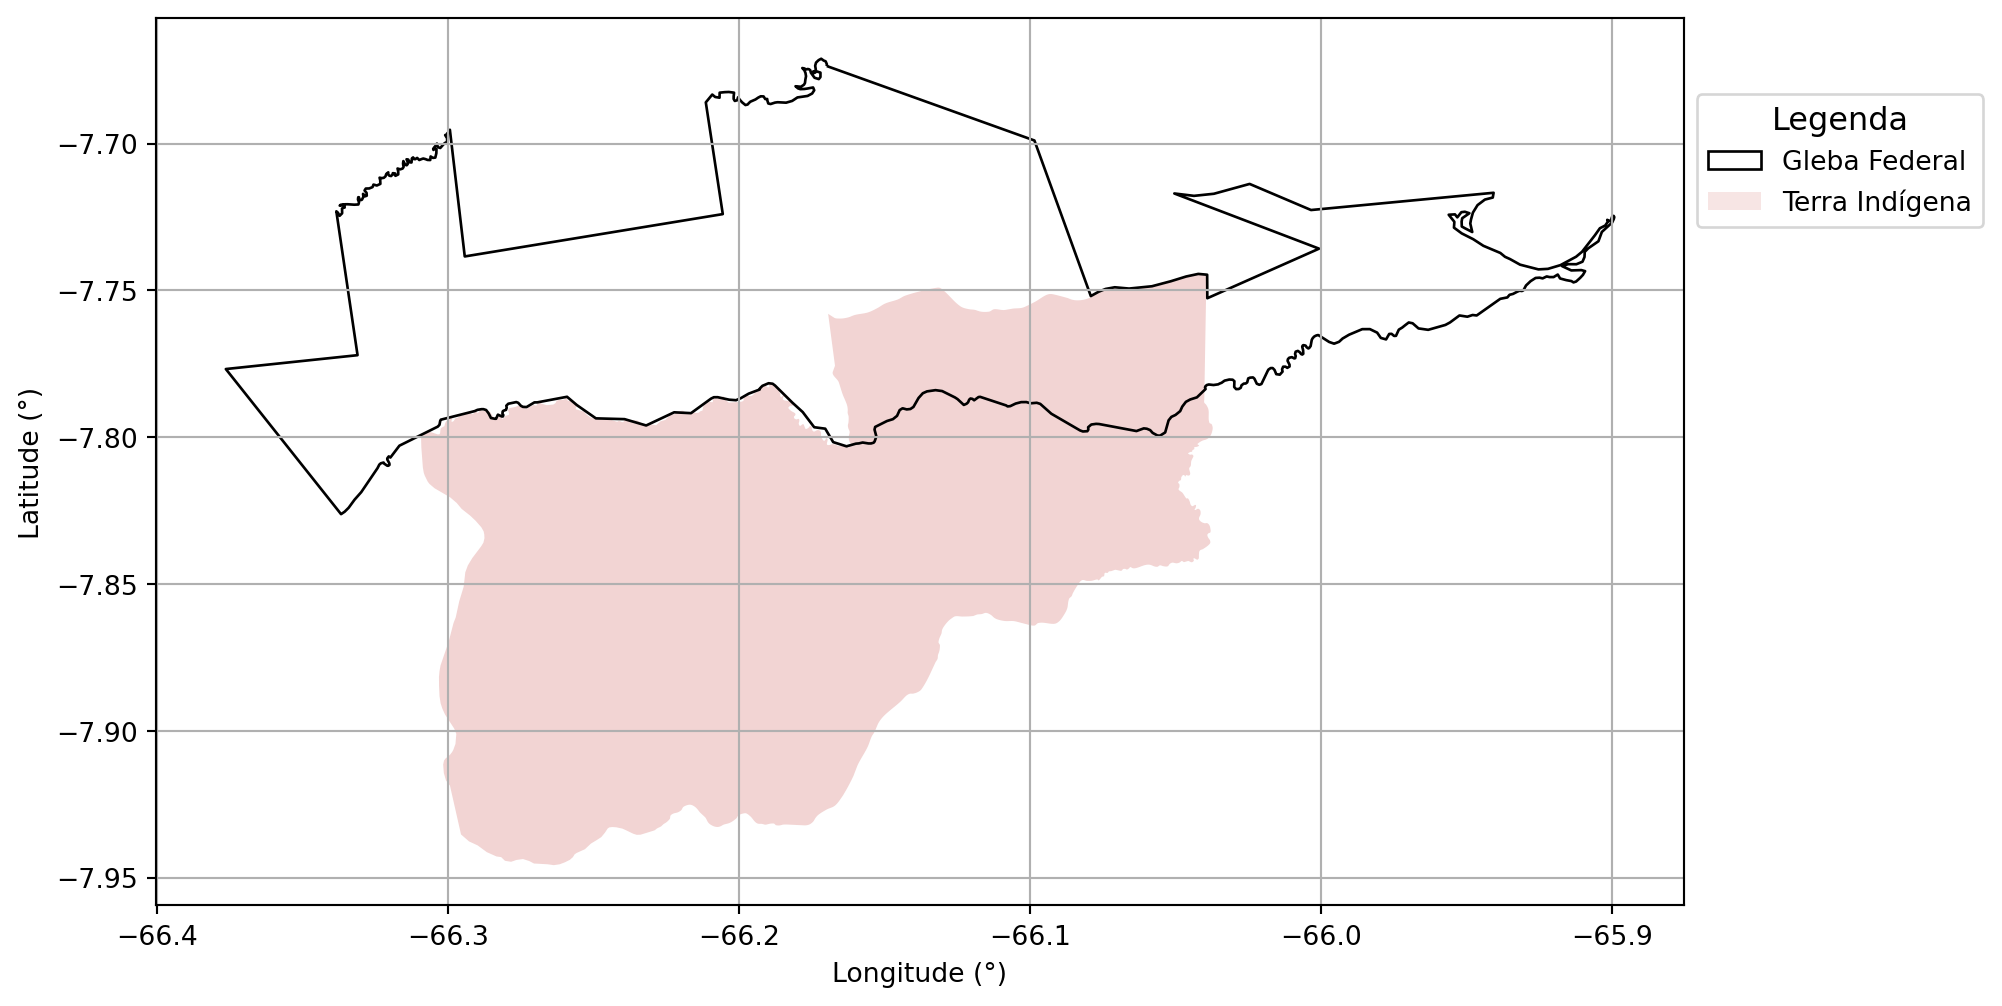 Legenda
Gleba Federal
Terra Indígena
−7.70
−7.75
−7.80
−7.85
−7.90
−7.95
Latitude (°)
−66.4 −66.3 −66.2 −66.1 −66.0 −65.9
Longitude (°)